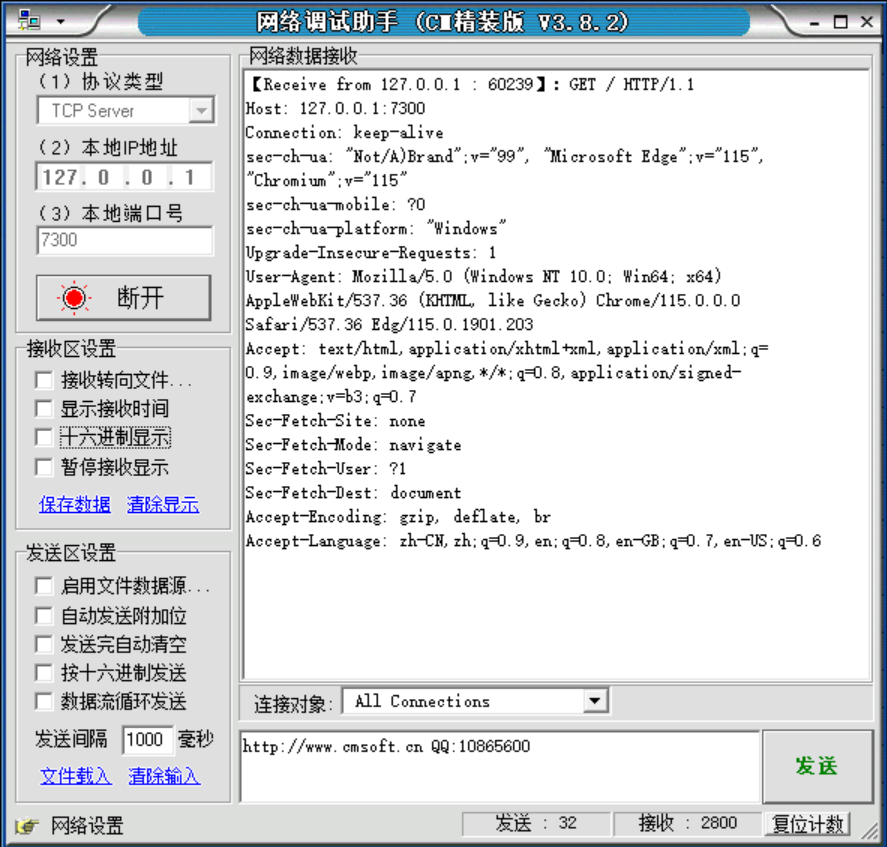 网络调试助手 (C■精装版 V3.8.2)
网络设置
(1) 协议类型
TCP Server
(2) 本地IP地址
127. 0 . 0 . 1
(3) 本地端口号
7300
断开
接收区设置
接收转向文件...
显示接收时间
十六进制显示
暂停接收显示
保存数据 清除显示
发送区设置
启用文件数据源...
自动发送附加位
发送完自动清空
按十六进制发送
数据流循环发送
发送间隔 1000 毫秒
文件载入 清除输入
网络数据接收
【Receive from 127.0.0.1 : 60239】: GET / HTTP/1.1
Host: 127.0.0.1:7300
Connection: keep-alive
sec-ch-ua: "Not/A)Brand";v="99", "Microsoft Edge";v="115",
"Chromium";v="115"
sec-ch-ua-mobile: ?0
sec-ch-ua-platform: "Windows"
Upgrade-Insecure-Requests: 1
User-Agent: Mozilla/5.0 (Windows NT 10.0; Win64; x64)
AppleWebKit/537.36 (KHTML, like Gecko) Chrome/115.0.0.0
Safari/537.36 Edg/115.0.1901.203
Accept: text/html,application/xhtml+xml,application/xml;q=
0.9,image/webp,image/apng,*/*;q=0.8,application/signed-
exchange;v=b3;q=0.7
Sec-Fetch-Site: none
Sec-Fetch-Mode: navigate
Sec-Fetch-User: ?1
Sec-Fetch-Dest: document
Accept-Encoding: gzip, deflate, br
Accept-Language: zh-CN,zh;q=0.9,en;q=0.8,en-GB;q=0.7,en-US;q=0.6
连接对象: All Connections
http://www.cmsoft.cn QQ:10865600
发送
网络设置
发送 : 32
接收 : 2800
复位计数